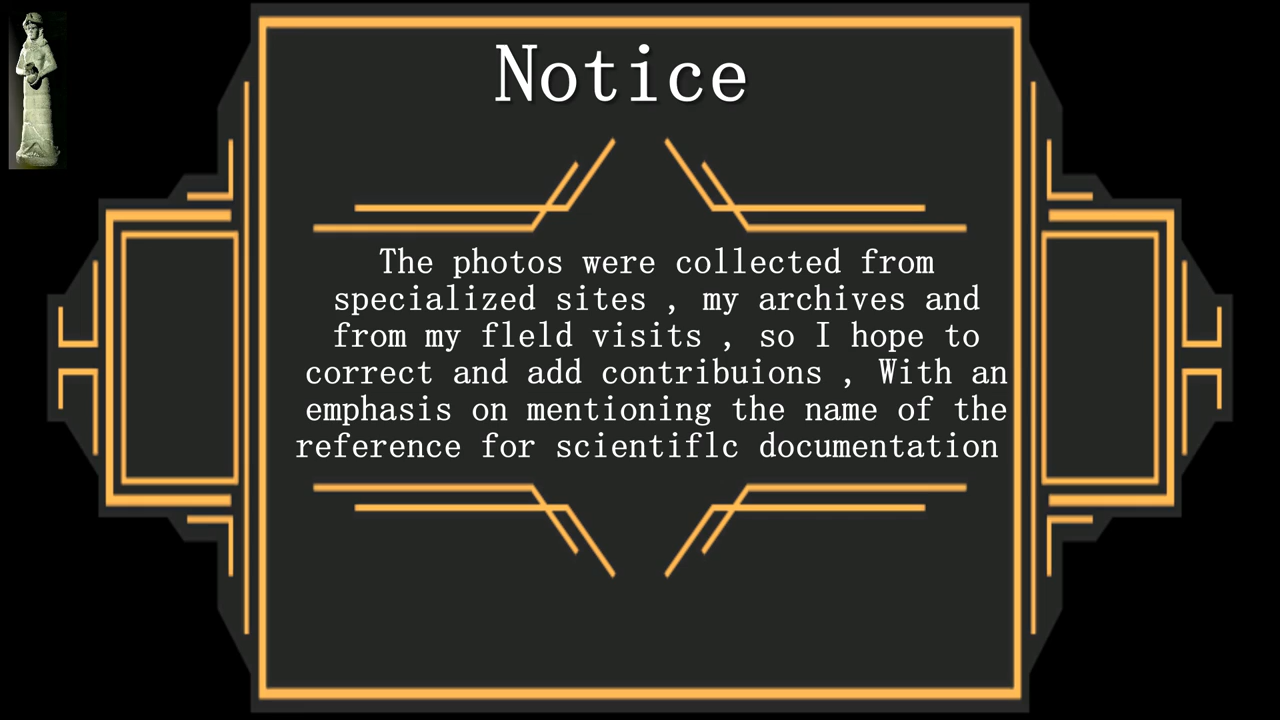 Notice
The photos were collected from
specialized sites , my archives and
from my fleld visits , so I hope to
correct and add contribuions , With an
emphasis on mentioning the name of the
reference for scientiflc documentation